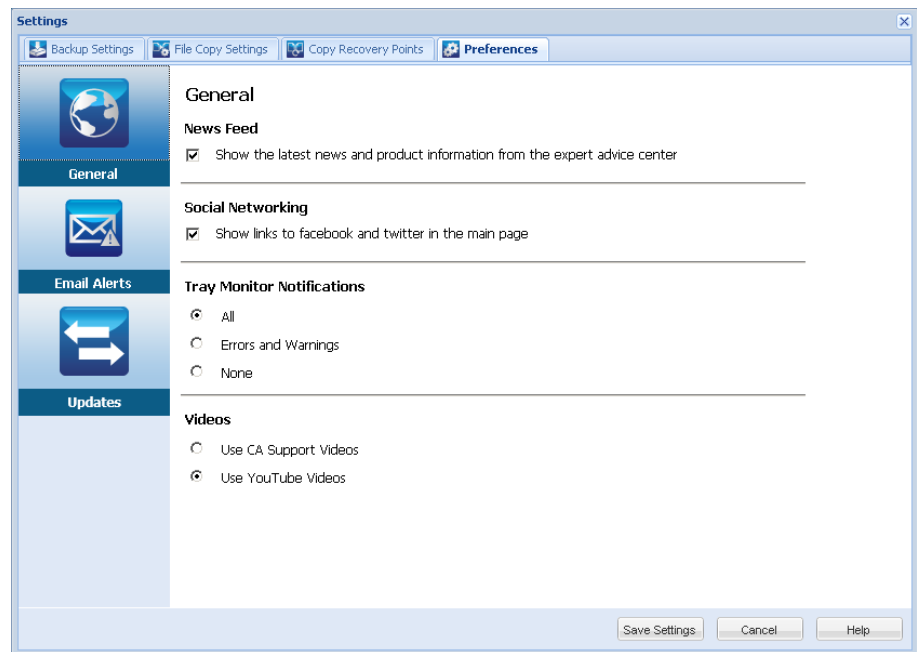 Settings
Backup Settings
File Copy Settings
Copy Recovery Points
Preferences
General
Email Alerts
Updates
General
News Feed
Show the latest news and product information from the expert advice center
Social Networking
Show links to facebook and twitter in the main page
Tray Monitor Notifications
All
Errors and Warnings
None
Videos
Use CA Support Videos
Use YouTube Videos
Save Settings
Cancel
Help